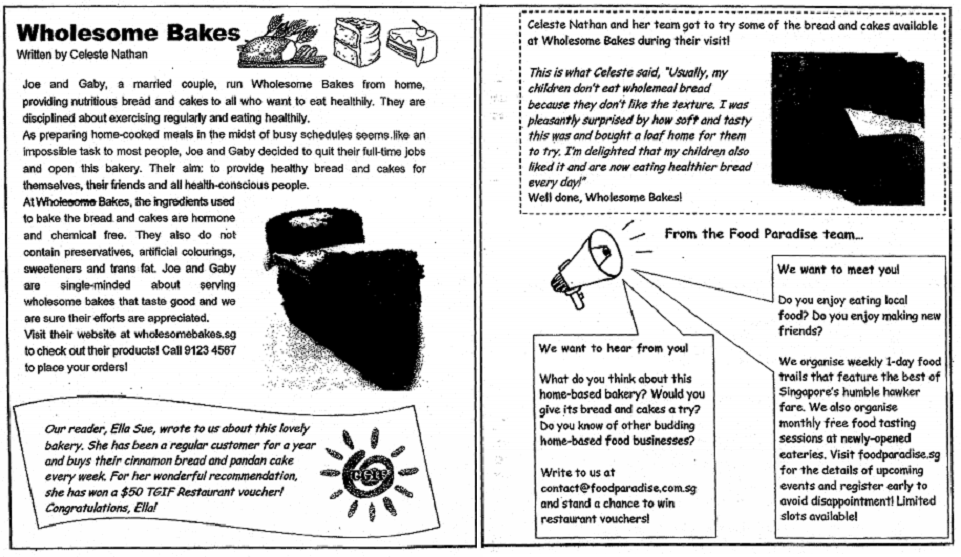 Wholesome Bakes
Written by Celeste Nathan
Joe and Gaby, a married couple, run Wholesome Bakes from home,
providing nutritious bread and cakes to all who want to eat healthily. They are
disciplined about exercising regularly and eating healthily.
As preparing home-cooked meals in the midst of busy schedules seems like an
impossible task to most people, Joe and Gaby decided to quit their full-time jobs
and open this bakery. Their aim: to provide healthy bread and cakes for
themselves, their friends and all health-conscious people.
At Wholesome Bakes, the ingredients used
to bake the bread and cakes are hormone
and chemical free. They also do not
contain preservatives, artificial colourings,
sweeteners and trans fat. Joe and Gaby
are single-minded about serving
wholesome bakes that taste good and we
are sure their efforts are appreciated.
Visit their website at wholesomebakes.sg
to check out their products! Call 9123 4567
to place your orders!
Our reader, Ella Sue, wrote to us about this lovely
bakery. She has been a regular customer for a year
and buys their cinnamon bread and pandan cake
every week. For her wonderful recommendation,
she has won a $50 TGIF Restaurant voucher!
Congratulations, Ella!
TGIF
Celeste Nathan and her team got to try some of the bread and cakes available
at Wholesome Bakes during their visit!
This is what Celeste said, "Usually, my
children don't eat wholemeal bread
because they don't like the texture. I was
pleasantly surprised by how soft and tasty
this was and bought a loaf home for them
to try. I'm delighted that my children also
liked it and are now eating healthier bread
every day!"
Well done, Wholesome Bakes!
From the Food Paradise team...
We want to hear from you!
What do you think about this
home-based bakery? Would you
give its bread and cakes a try?
Do you know of other budding
home-based food businesses?
Write to us at
contact@foodparadise.com.sg
and stand a chance to win
restaurant vouchers!
We want to meet you!
Do you enjoy eating local
food? Do you enjoy making new
friends?
We organise weekly 1-day food
trails that feature the best of
Singapore's humble hawker
fare. We also organise
monthly free food tasting
sessions at newly-opened
eateries. Visit foodparadise.sg
for the details of upcoming
events and register early to
avoid disappointment! Limited
slots available!